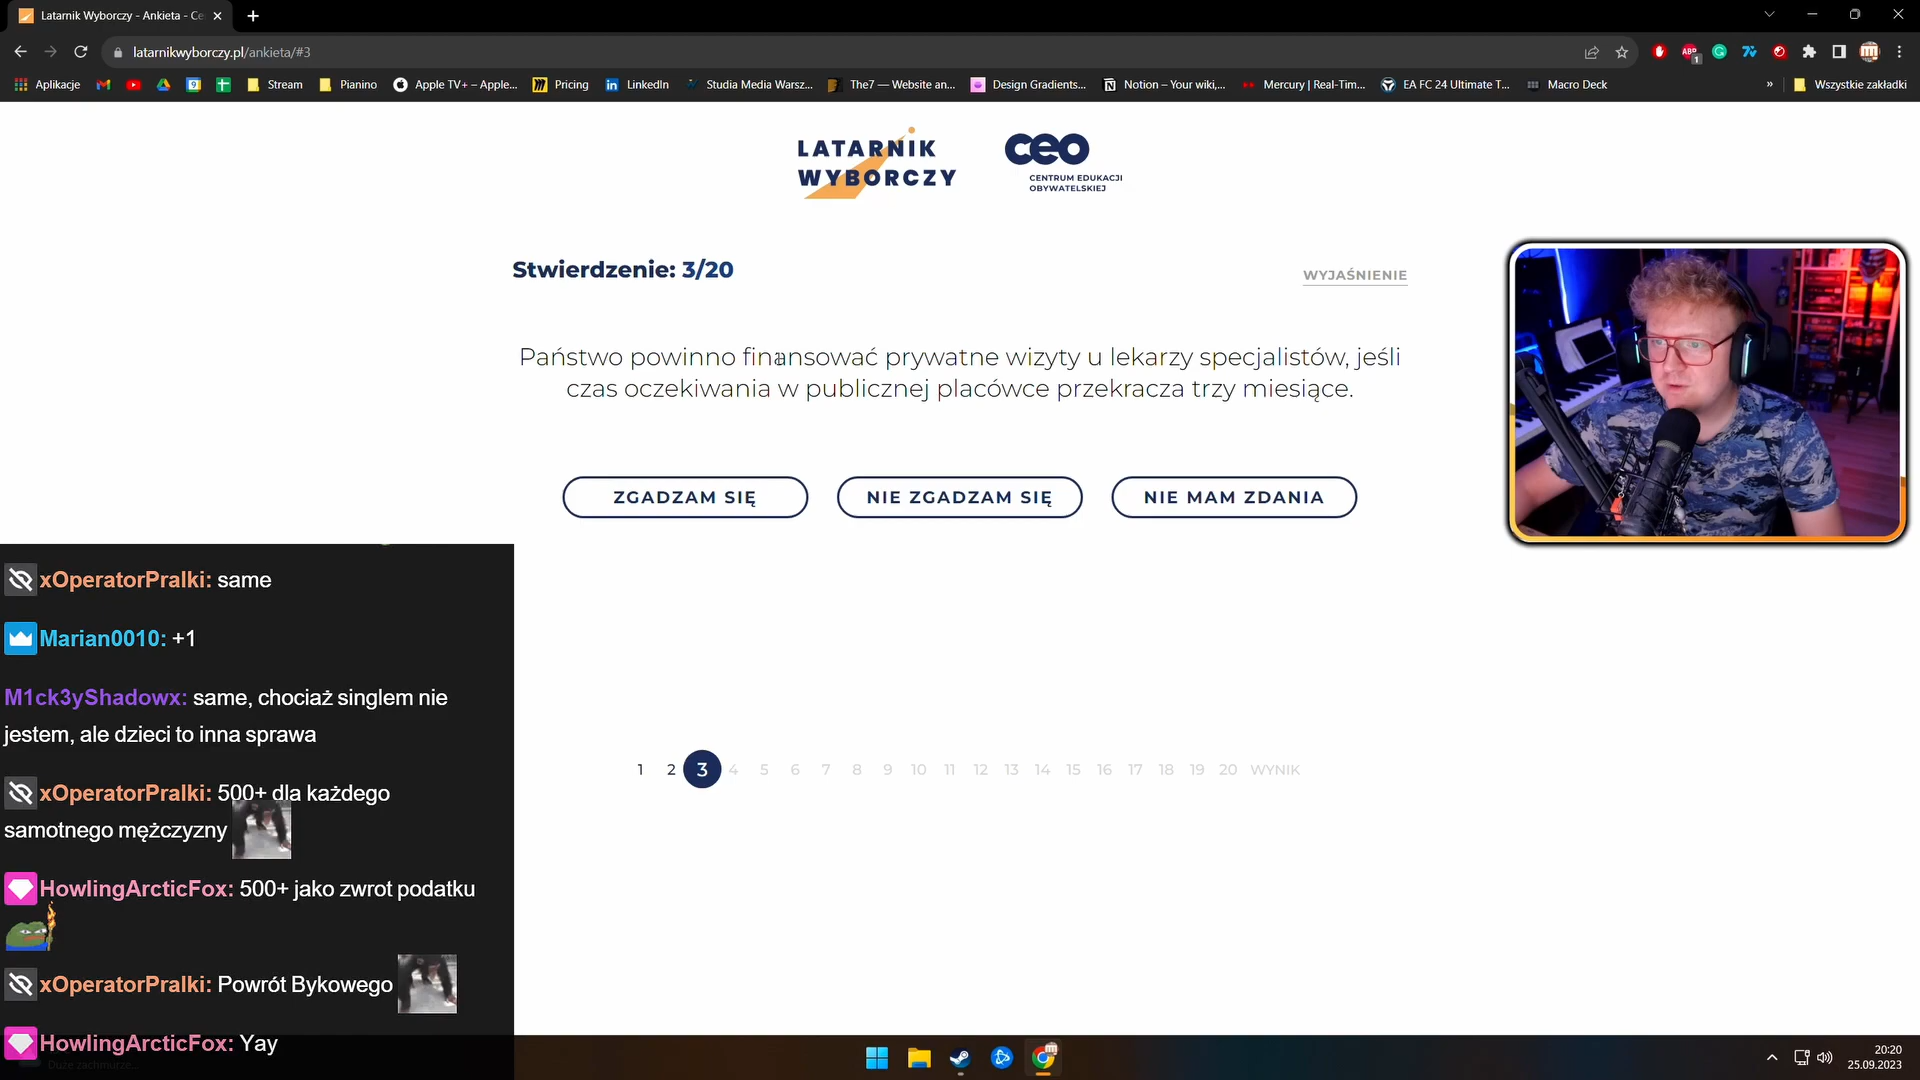 Latarnik Wyborczy - Ankieta - Ce
latarnikwyborczy.pl/ankieta/#3
Aplikacje
Stream
Pianino
Apple TV+ – Apple...
Pricing
LinkedIn
Studia Media Warsz...
The7 — Website an...
Design Gradients...
Notion – Your wiki,...
Mercury | Real-Tim...
EA FC 24 Ultimate T...
Macro Deck
»
Wszystkie zakładki
LATARNIK
WYBORCZY
ceo
CENTRUM EDUKACJI
OBYWATELSKIEJ
Stwierdzenie: 3/20
WYJAŚNIENIE
Państwo powinno finansować prywatne wizyty u lekarzy specjalistów, jeśli
czas oczekiwania w publicznej placówce przekracza trzy miesiące.
ZGADZAM SIĘ
NIE ZGADZAM SIĘ
NIE MAM ZDANIA
xOperatorPralki: same
Marian0010: +1
M1ck3yShadowx: same, chociaż singlem nie
jestem, ale dzieci to inna sprawa
xOperatorPralki: 500+ dla każdego
samotnego mężczyzny
HowlingArcticFox: 500+ jako zwrot podatku
xOperatorPralki: Powrót Bykowego
HowlingArcticFox: Yay
Duże zachmurze...
1 2 3 4 5 6 7 8 9 10 11 12 13 14 15 16 17 18 19 20 WYNIK
20:20
25.09.2023